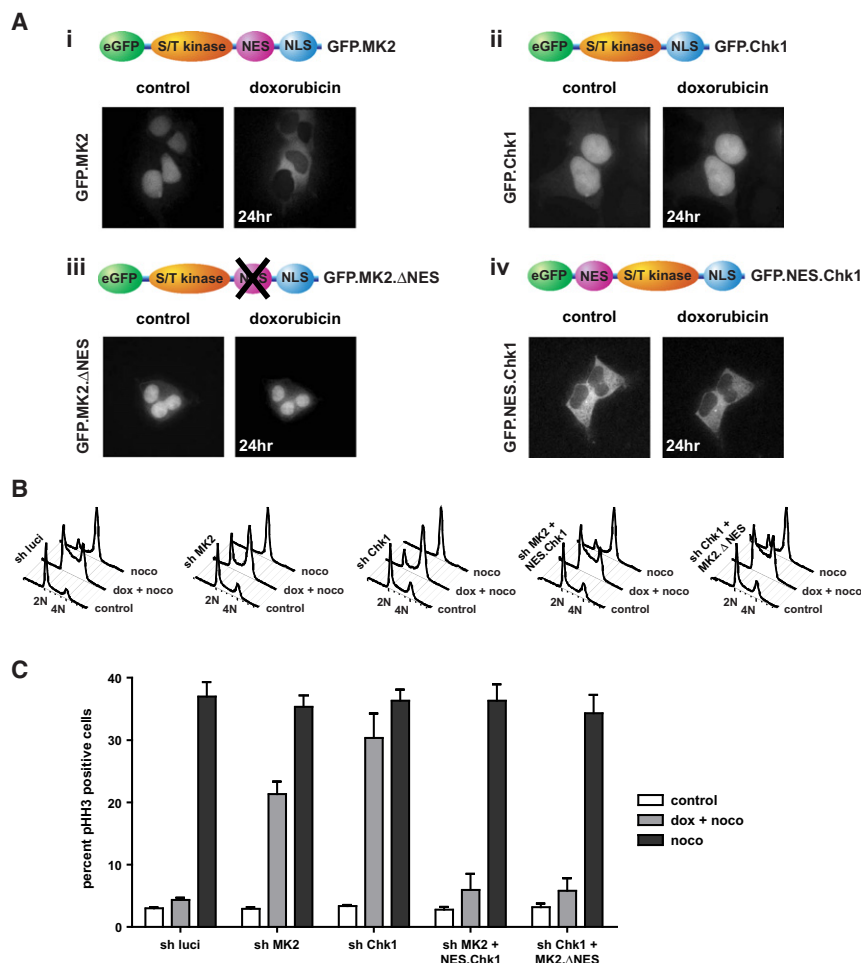 A
i
eGFP S/T kinase NES NLS GFP.MK2
control doxorubicin
GFP.MK2
24hr
ii
eGFP S/T kinase NLS GFP.Chk1
control doxorubicin
GFP.Chk1
24hr
iii
eGFP S/T kinase NES NLS GFP.MK2.ΔNES
control doxorubicin
GFP.MK2.ΔNES
24hr
iv
eGFP NES S/T kinase NLS GFP.NES.Chk1
control doxorubicin
GFP.NES.Chk1
24hr
B
sh luci
2N 4N
noco
dox + noco
control
sh MK2
2N 4N
noco
dox + noco
control
sh Chk1
2N 4N
noco
dox + noco
control
sh MK2 +
NES.Chk1
2N 4N
noco
dox + noco
control
sh Chk1 +
MK2.ΔNES
2N 4N
noco
dox + noco
control
C
percent pHH3 positive cells
40
30
20
10
0
sh luci
sh MK2
sh Chk1
sh MK2 +
NES.Chk1
sh Chk1 +
MK2.ΔNES
control
dox + noco
noco